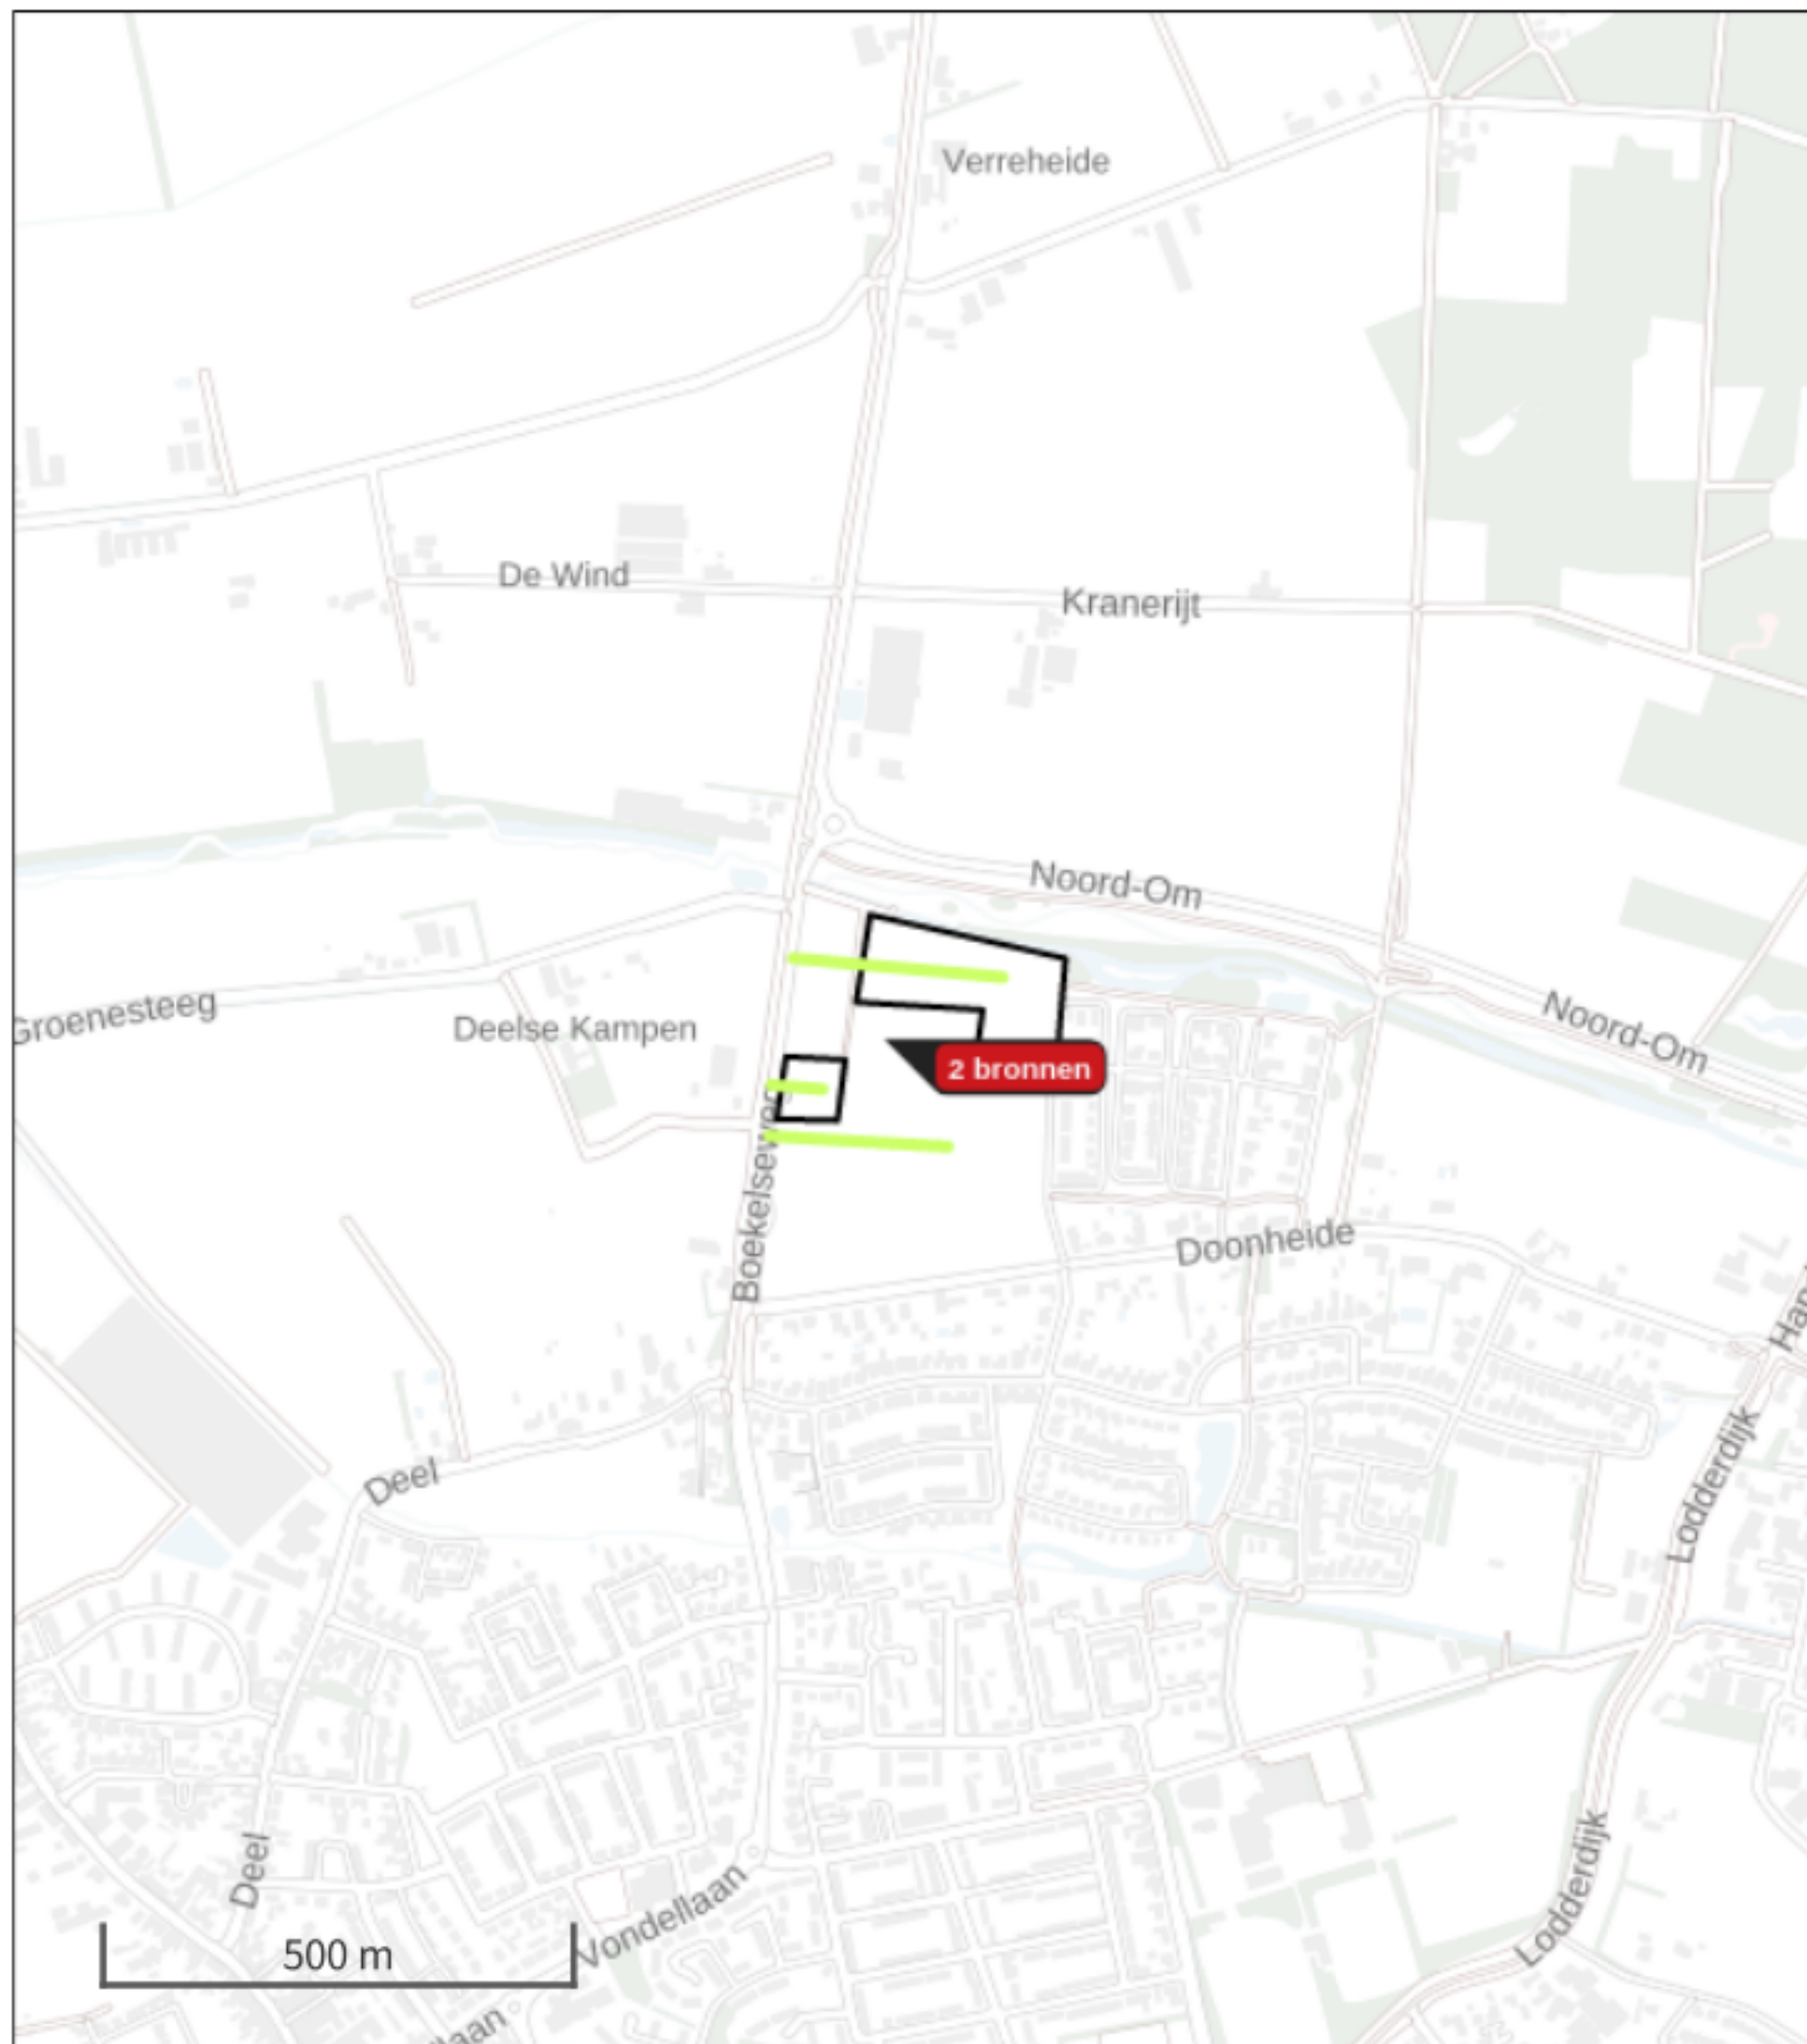 Verreheide
De Wind
Kranerijt
Noord-Om
Groenesteeg
Deelse Kampen
Noord-Om
2 bronnen
Boekelseweg
Doonheide
Lodderdijk
Deel
Deel
Vondellaan
Lodderdijk
500 m